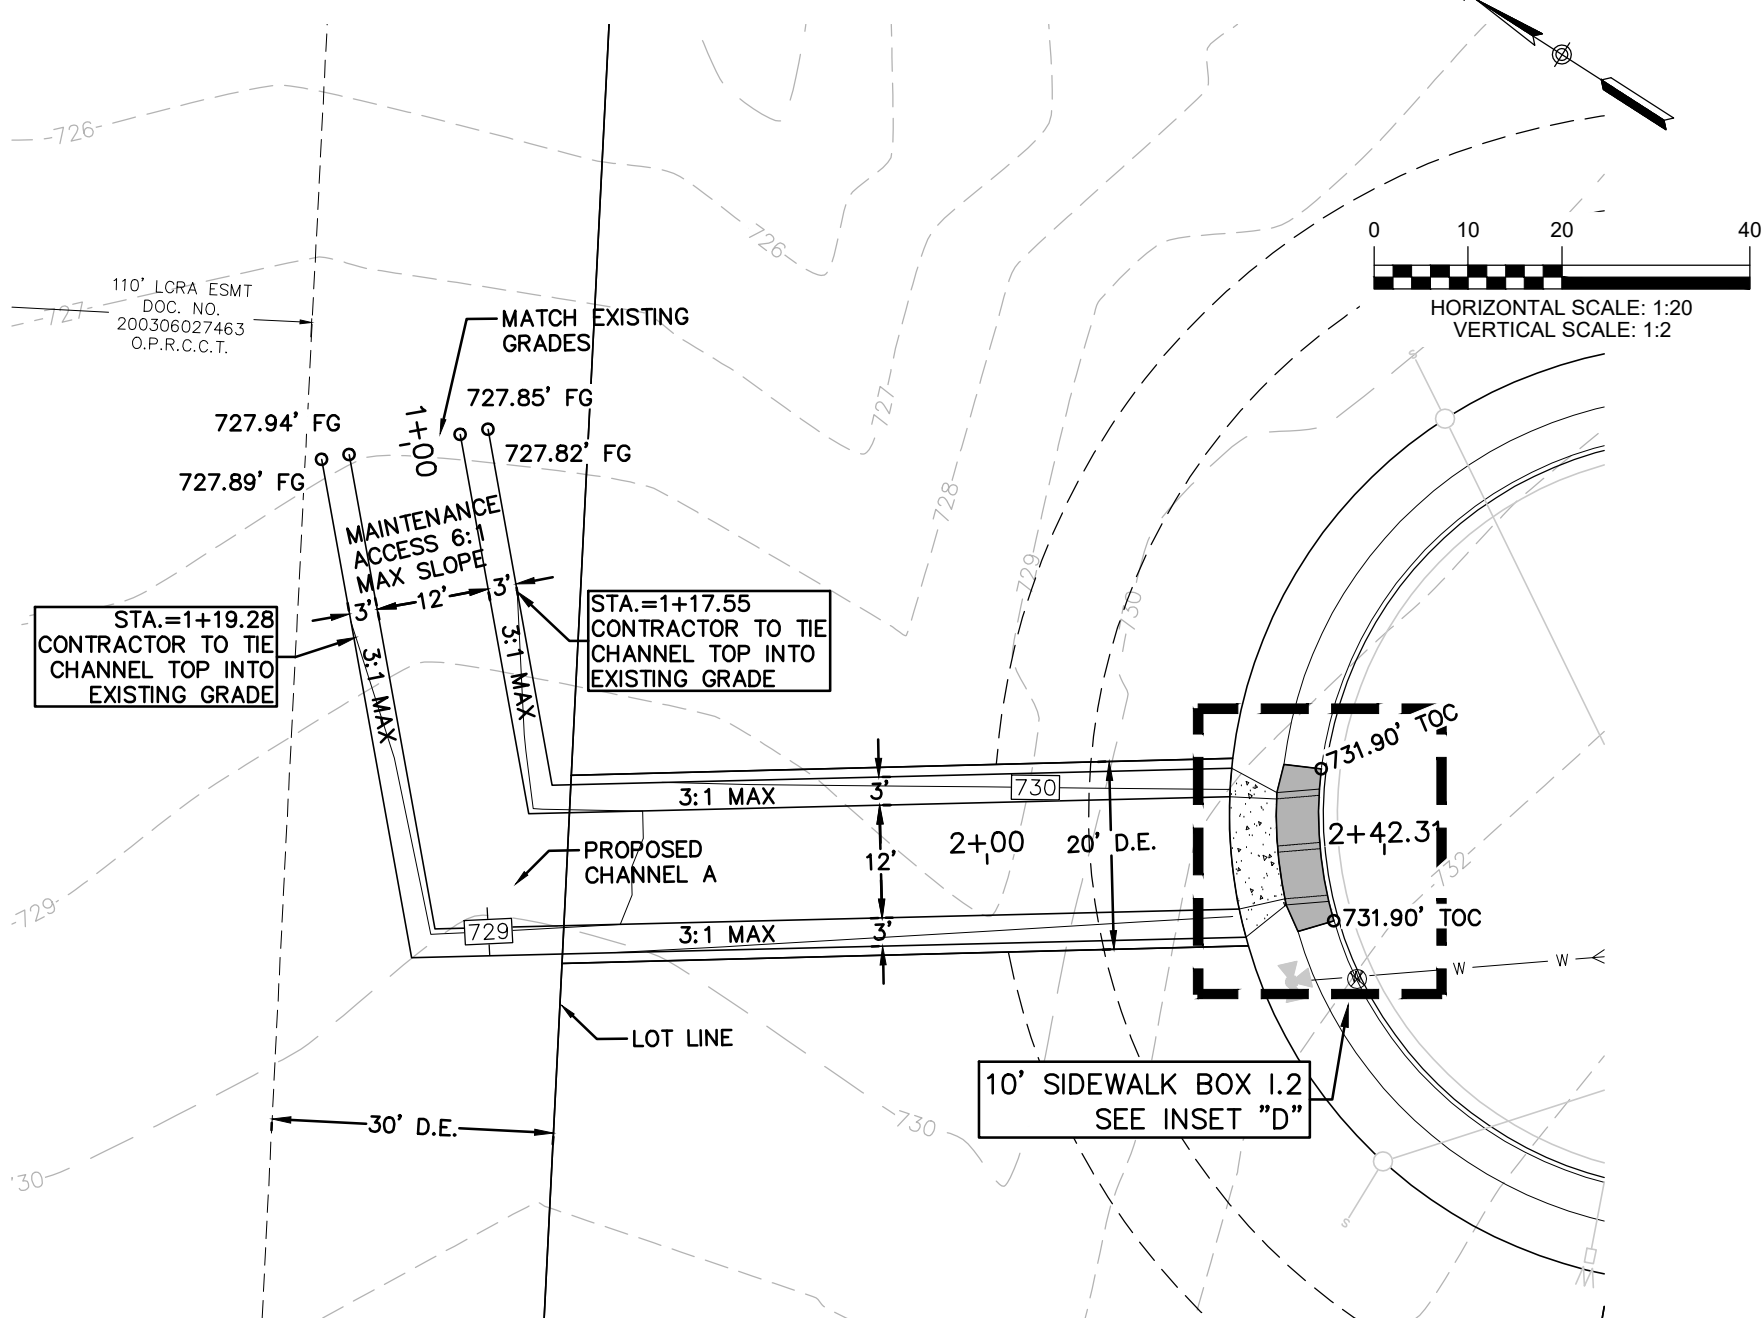 -726-
726
0 10 20 40
HORIZONTAL SCALE: 1:20
VERTICAL SCALE: 1:2
110' LCRA ESMT
DOC. NO.
200306027463
O.P.R.C.C.T.
-727-
MATCH EXISTING
GRADES
S
727.94' FG
727.89' FG
1+00
727.85' FG
727.82' FG
727
728
729
730
MAINTENANCE
ACCESS 6:1
MAX SLOPE
3'
12'
3'
3:1 MAX
3:1 MAX
STA.=1+19.28
CONTRACTOR TO TIE
CHANNEL TOP INTO
EXISTING GRADE
STA.=1+17.55
CONTRACTOR TO TIE
CHANNEL TOP INTO
EXISTING GRADE
731.90' TOC
3:1 MAX
3'
730
PROPOSED
CHANNEL A
12'
2+00
20' D.E.
2+42.31
732
-729
729
3:1 MAX
3'
731.90' TOC
W
W
W
LOT LINE
10' SIDEWALK BOX I.2
SEE INSET "D"
30' D.E.
730
'30
S